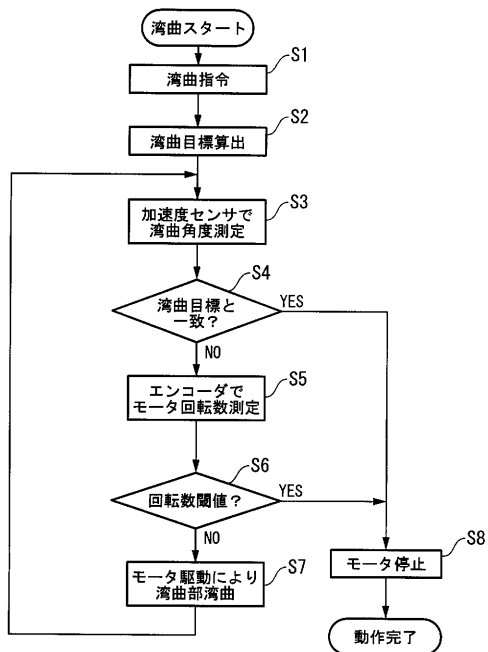 湾曲スタート
S1
湾曲指令
S2
湾曲目標算出
S3
加速度センサで
湾曲角度測定
S4
湾曲目標と
一致?
YES
NO
S5
エンコーダで
モータ回転数測定
S6
回転数閾値?
YES
NO
S7
モータ駆動により
湾曲部湾曲
S8
モータ停止
動作完了